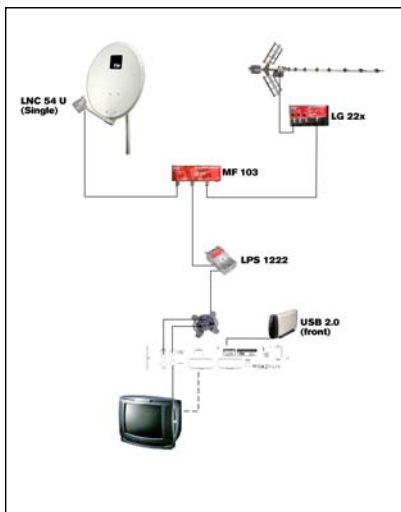 LNC 54 U
(Single)
LG 22x
MF 103
LPS 1222
USB 2.0
(front)